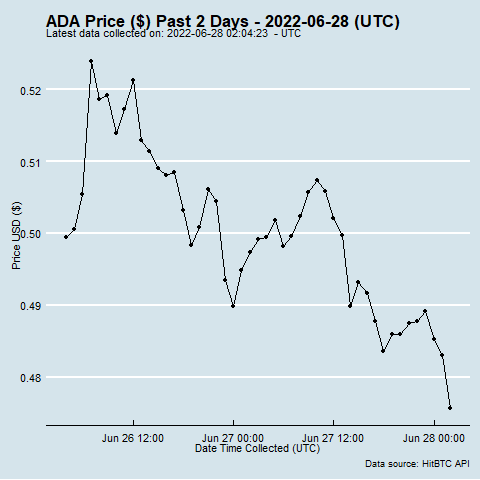 ADA Price ($) Past 2 Days - 2022-06-28 (UTC)
Latest data collected on: 2022-06-28 02:04:23  - UTC
0.52
0.51
0.50
0.49
0.48
Price USD ($)
Jun 26 12:00
Jun 27 00:00
Jun 27 12:00
Jun 28 00:00
Date Time Collected (UTC)
Data source: HitBTC API